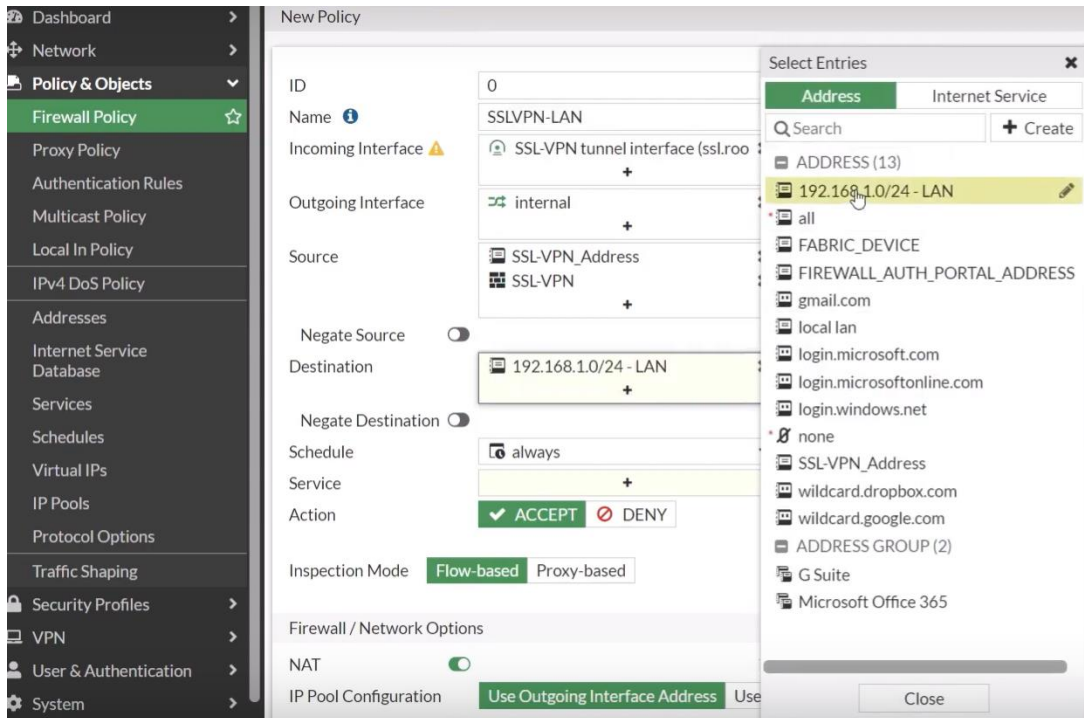 Dashboard
Network
Policy & Objects
Firewall Policy
Proxy Policy
Authentication Rules
Multicast Policy
Local In Policy
IPv4 DoS Policy
Addresses
Internet Service
Database
Services
Schedules
Virtual IPs
IP Pools
Protocol Options
Traffic Shaping
Security Profiles
VPN
User & Authentication
System
New Policy
ID
0
Name
SSLVPN-LAN
Incoming Interface
SSL-VPN tunnel interface (ssl.roo
+
Outgoing Interface
internal
+
Source
SSL-VPN_Address
SSL-VPN
+
Negate Source
Destination
192.168.1.0/24 - LAN
+
Negate Destination
Schedule
always
Service
+
Action
ACCEPT
DENY
Inspection Mode
Flow-based
Proxy-based
Firewall / Network Options
NAT
IP Pool Configuration
Use Outgoing Interface Address
Use
Select Entries
Address
Internet Service
Search
+ Create
ADDRESS (13)
192.168.1.0/24 - LAN
all
FABRIC_DEVICE
FIREWALL_AUTH_PORTAL_ADDRESS
gmail.com
local lan
login.microsoft.com
login.microsoftonline.com
login.windows.net
none
SSL-VPN_Address
wildcard.dropbox.com
wildcard.google.com
ADDRESS GROUP (2)
G Suite
Microsoft Office 365
Close